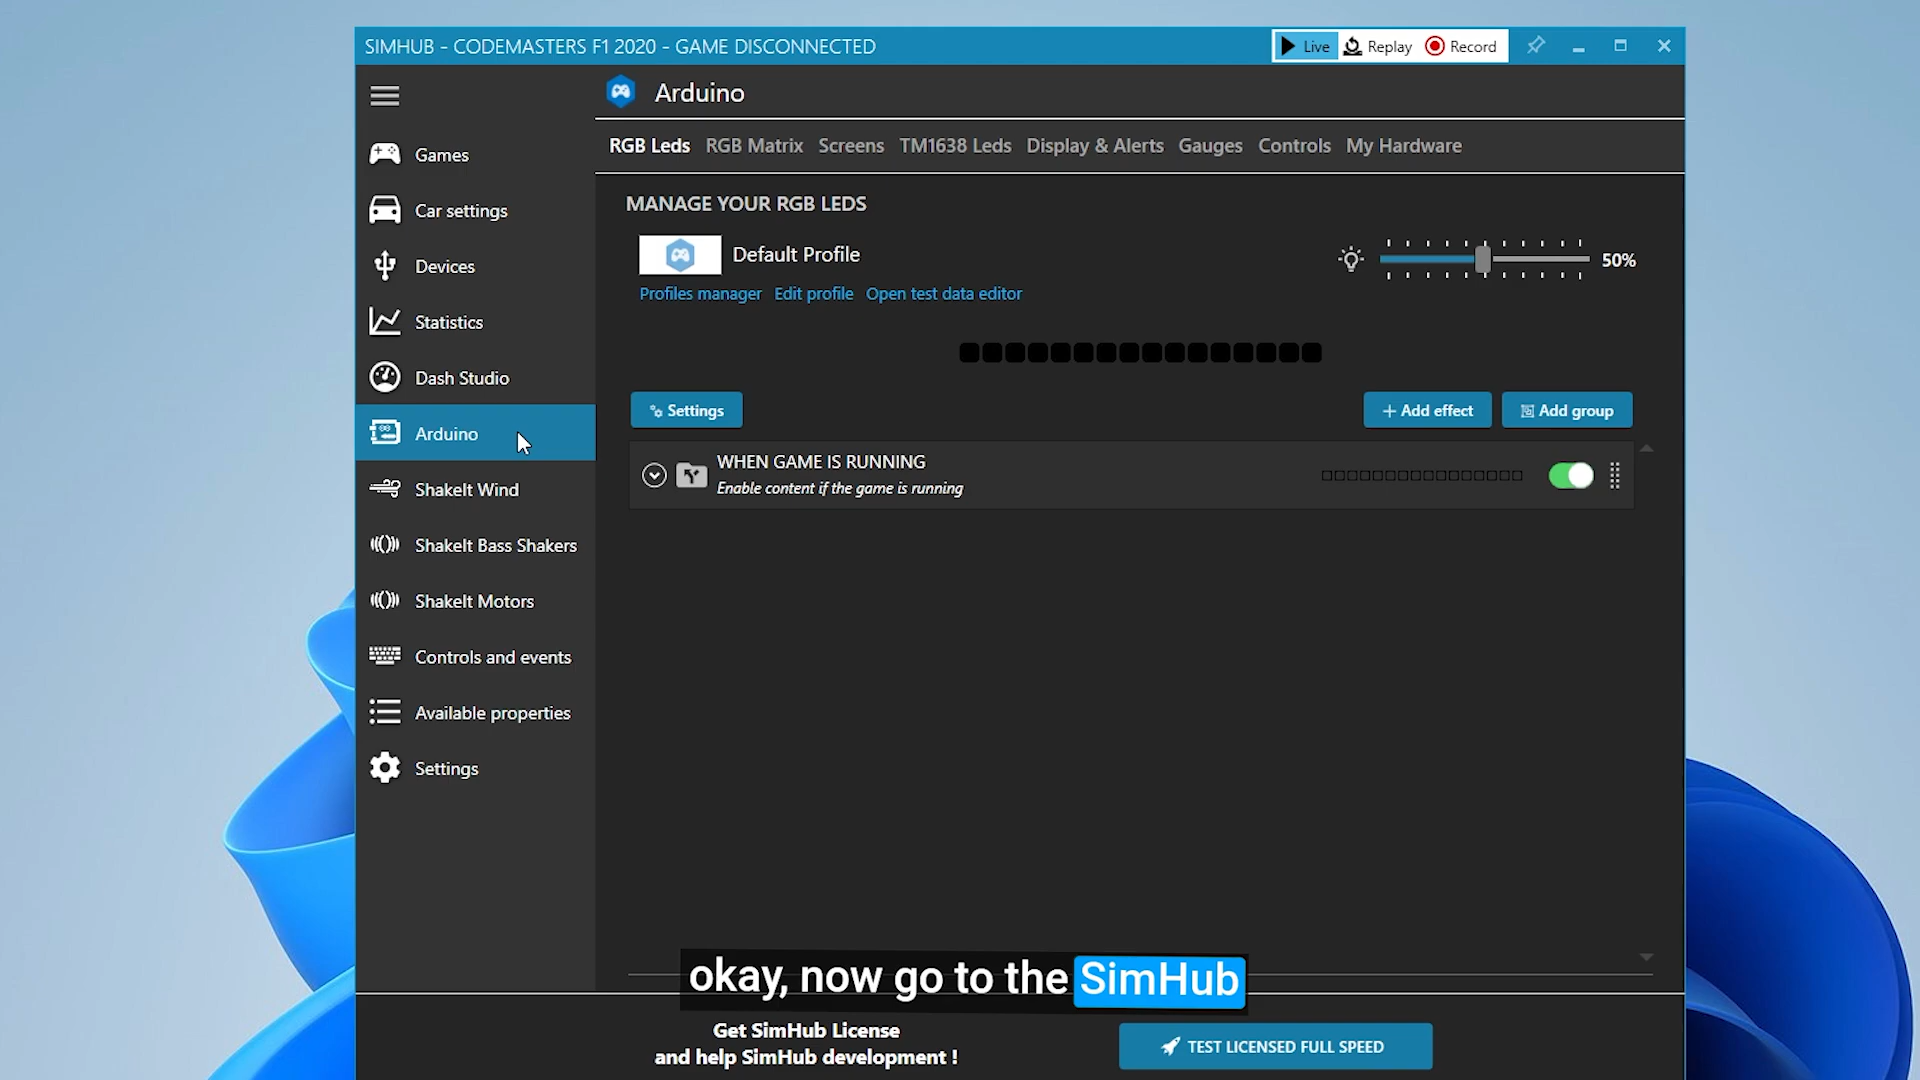 SIMHUB - CODEMASTERS F1 2020 - GAME DISCONNECTED
Live
Replay
Record
Arduino
Games
Car settings
Devices
Statistics
Dash Studio
Arduino
ShakeIt Wind
ShakeIt Bass Shakers
ShakeIt Motors
Controls and events
Available properties
Settings
RGB Leds RGB Matrix Screens TM1638 Leds Display & Alerts Gauges Controls My Hardware
MANAGE YOUR RGB LEDS
Default Profile
50%
Profiles manager Edit profile Open test data editor
Settings
+ Add effect
Add group
WHEN GAME IS RUNNING
Enable content if the game is running
okay, now go to the SimHub
Get SimHub License
and help SimHub development !
TEST LICENSED FULL SPEED